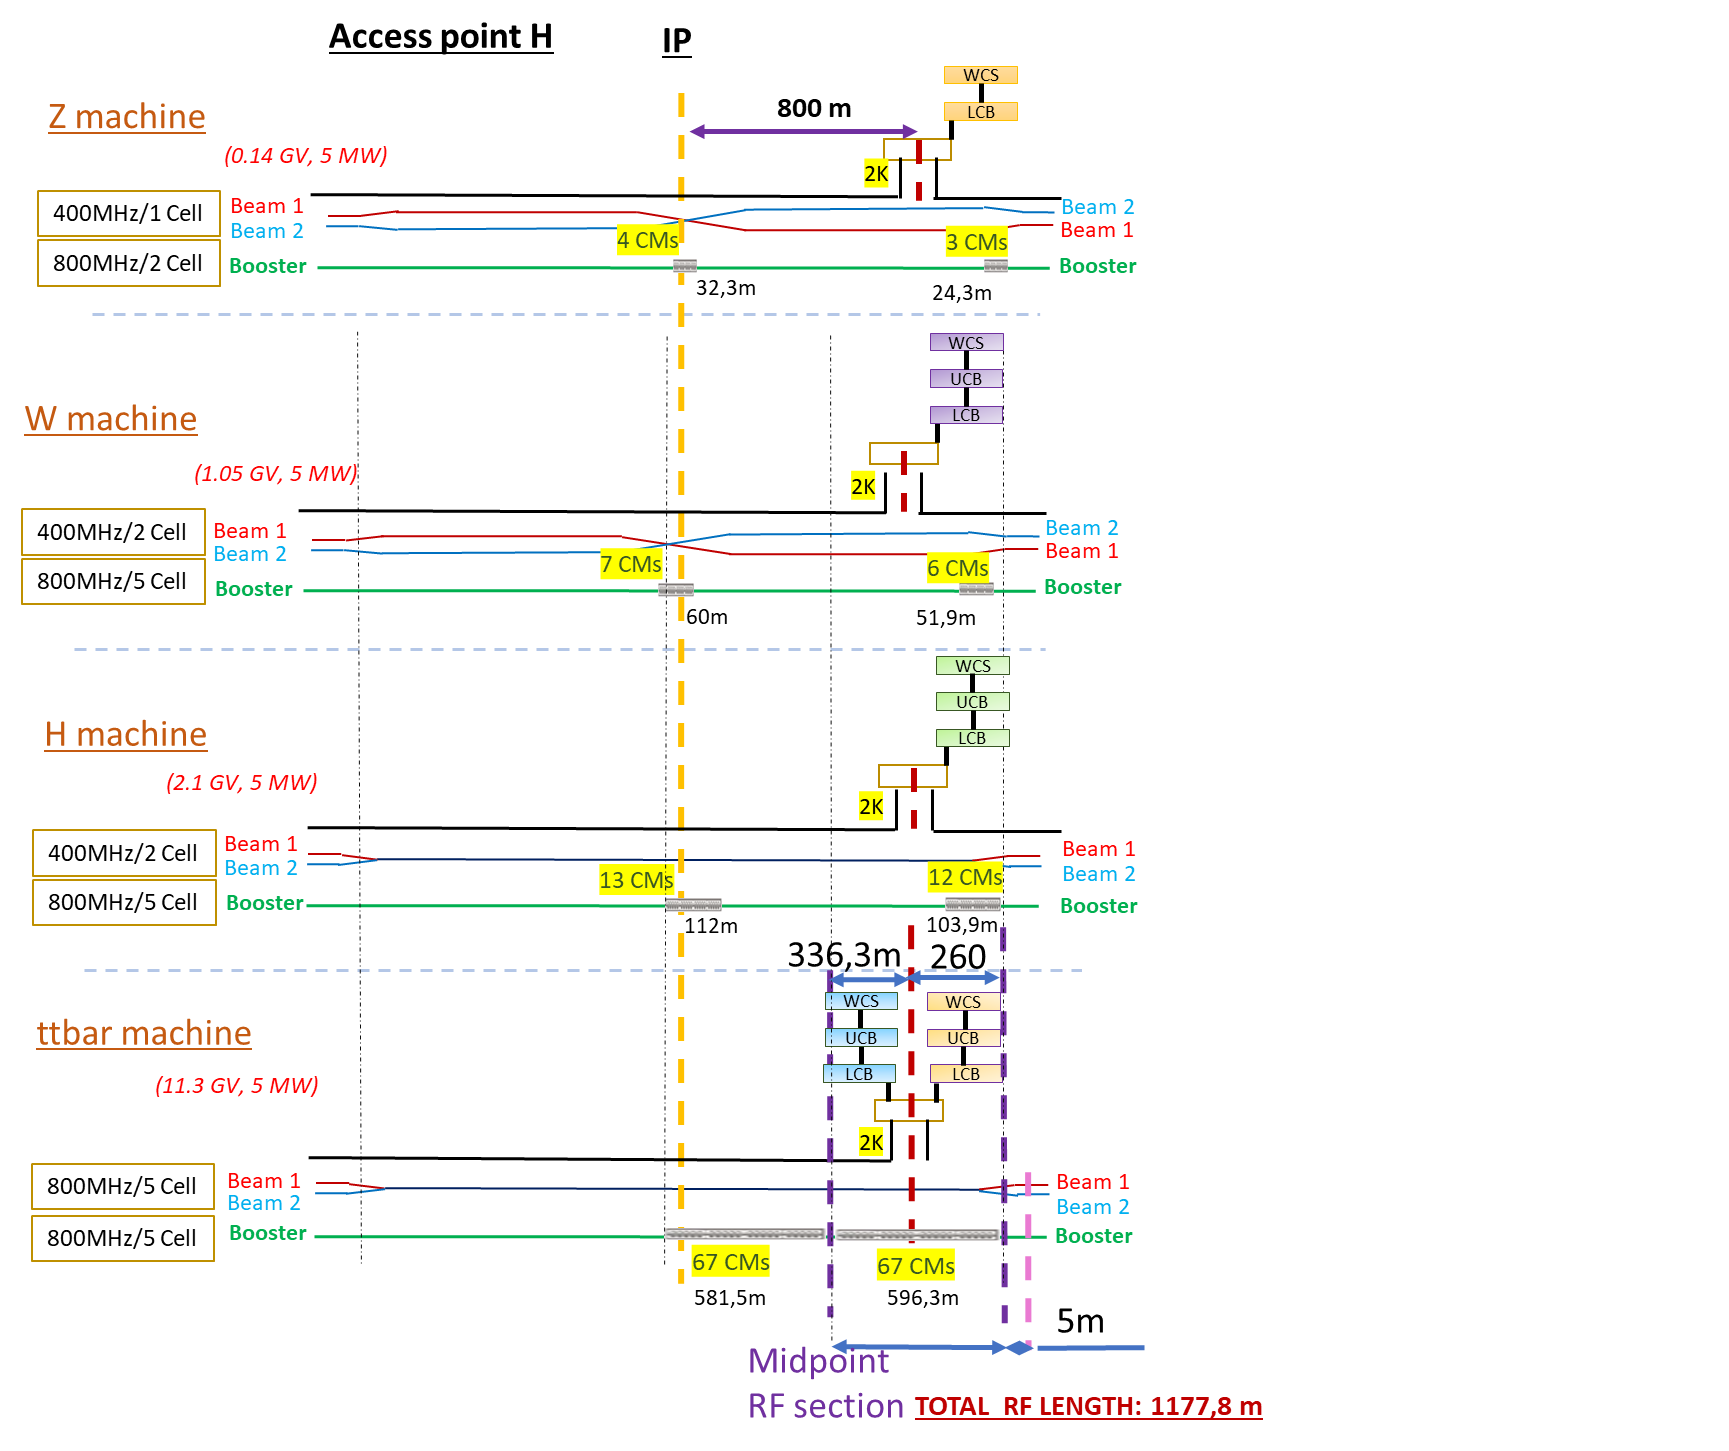 Access point H
IP
WCS
LCB
Z machine
800 m
(0.14 GV, 5 MW)
2K
400MHz/1 Cell
Beam 1
Beam 2
Beam 2
Beam 1
4 CMs
3 CMs
800MHz/2 Cell
Booster
Booster
32,3m
24,3m
WCS
UCB
LCB
W machine
(1.05 GV, 5 MW)
2K
400MHz/2 Cell
Beam 1
Beam 2
Beam 2
Beam 1
7 CMs
6 CMs
800MHz/5 Cell
Booster
Booster
60m
51,9m
WCS
UCB
LCB
H machine
(2.1 GV, 5 MW)
2K
400MHz/2 Cell
Beam 1
Beam 2
Beam 1
Beam 2
13 CMs
12 CMs
800MHz/5 Cell
Booster
Booster
112m
103,9m
336,3m
260
WCS
UCB
LCB
WCS
UCB
LCB
ttbar machine
(11.3 GV, 5 MW)
2K
800MHz/5 Cell
Beam 1
Beam 2
Beam 1
Beam 2
800MHz/5 Cell
Booster
Booster
67 CMs
67 CMs
581,5m
596,3m
5m
Midpoint
RF section
TOTAL RF LENGTH: 1177,8 m